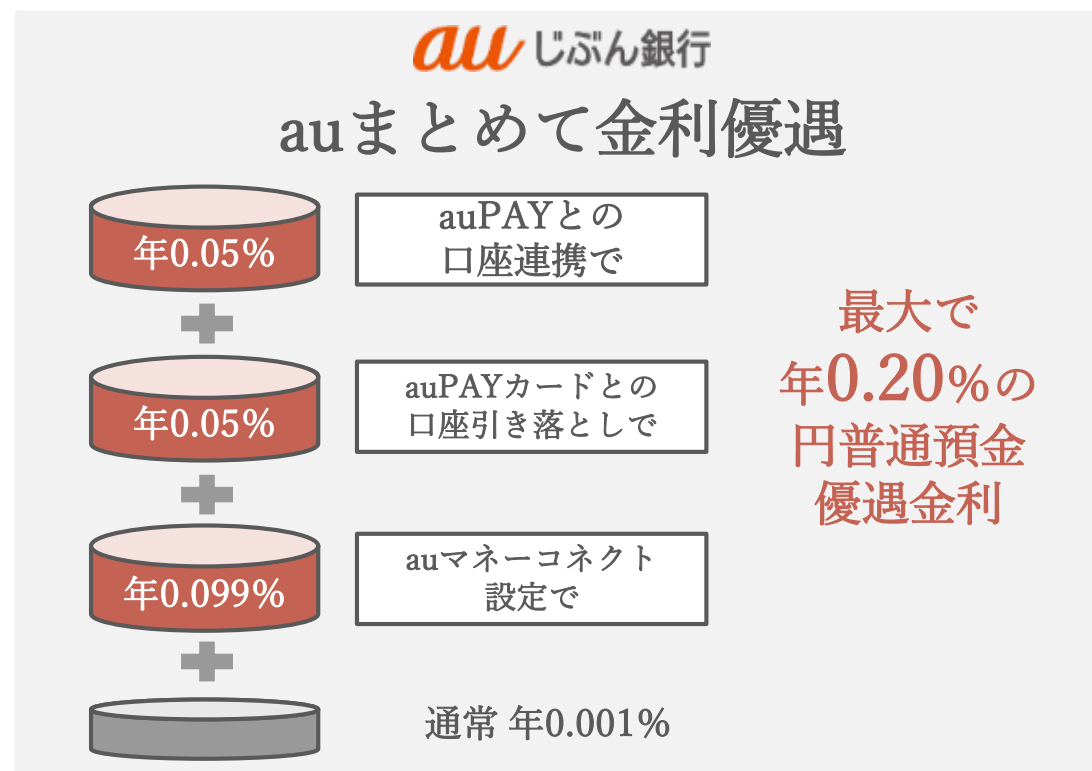 au じぶん銀行
auまとめて金利優遇
年0.05%
auPAYとの
口座連携で
年0.05%
auPAYカードとの
口座引き落としで
年0.099%
auマネーコネクト
設定で
通常 年0.001%
最大で
年0.20%の
円普通預金
優遇金利